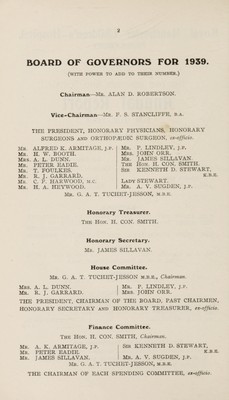 2
BOARD OF GOVERNORS FOR 1939.
(WITH POWER TO ADD TO THEIR NUMBER.)
Chairman—Mr. ALAN D. ROBERTSON.
Vice-Chairman—Mr. F. S. STANCLIFFE, B.A.
THE PRESIDENT, HONORARY PHYSICIANS, HONORARY
SURGEONS AND ORTHOPÆDIC SURGEON, ex-officio.
Mr. ALFRED K. ARMITAGE, J.P. Mr. P. LINDLEY, J.P.
Mr. H. W. BOOTH. Mrs. JOHN ORR.
Mrs. A. L. DUNN. Mr. JAMES SILLAVAN.
Mr. PETER EADIE. The Hon. H. CON. SMITH.
Mr. T. FOULKES. Sir KENNETH D. STEWART,
Mr. R. J. GARRARD. K.B.E.
Mr. C. F. HARWOOD, M.C. Lady STEWART.
Mr. H. A. HEYWOOD. Mr. A. V. SUGDEN, J.P.
Mr. G. A. T. TUCHET-JESSON, M.B.E.
Honorary Treasurer.
The Hon. H. CON. SMITH.
Honorary Secretary.
Mr. JAMES SILLAVAN.
House Committee.
Mr. G. A. T. TUCHET-JESSON M.B.E., Chairman.
Mrs. A. L. DUNN. Mr. P. LINDLEY, J.P.
Mr. R. J. GARRARD. Mrs. JOHN ORR.
THE PRESIDENT, CHAIRMAN OF THE BOARD, PAST CHAIRMEN,
HONORARY SECRETARY AND HONORARY TREASURER, ex-officio.
Finance Committee.
The Hon. H. CON. SMITH, Chairman.
Mr. A. K. ARMITAGE, J.P. Sir KENNETH D. STEWART,
Mr. PETER EADIE. K.B.E.
Mr. JAMES SILLAVAN. Mr. A. V. SUGDEN, J.P.
Mr. G. A. T. TUCHET-JESSON, M.B.E.
THE CHAIRMAN OF EACH SPENDING COMMITTEE, ex-officio.